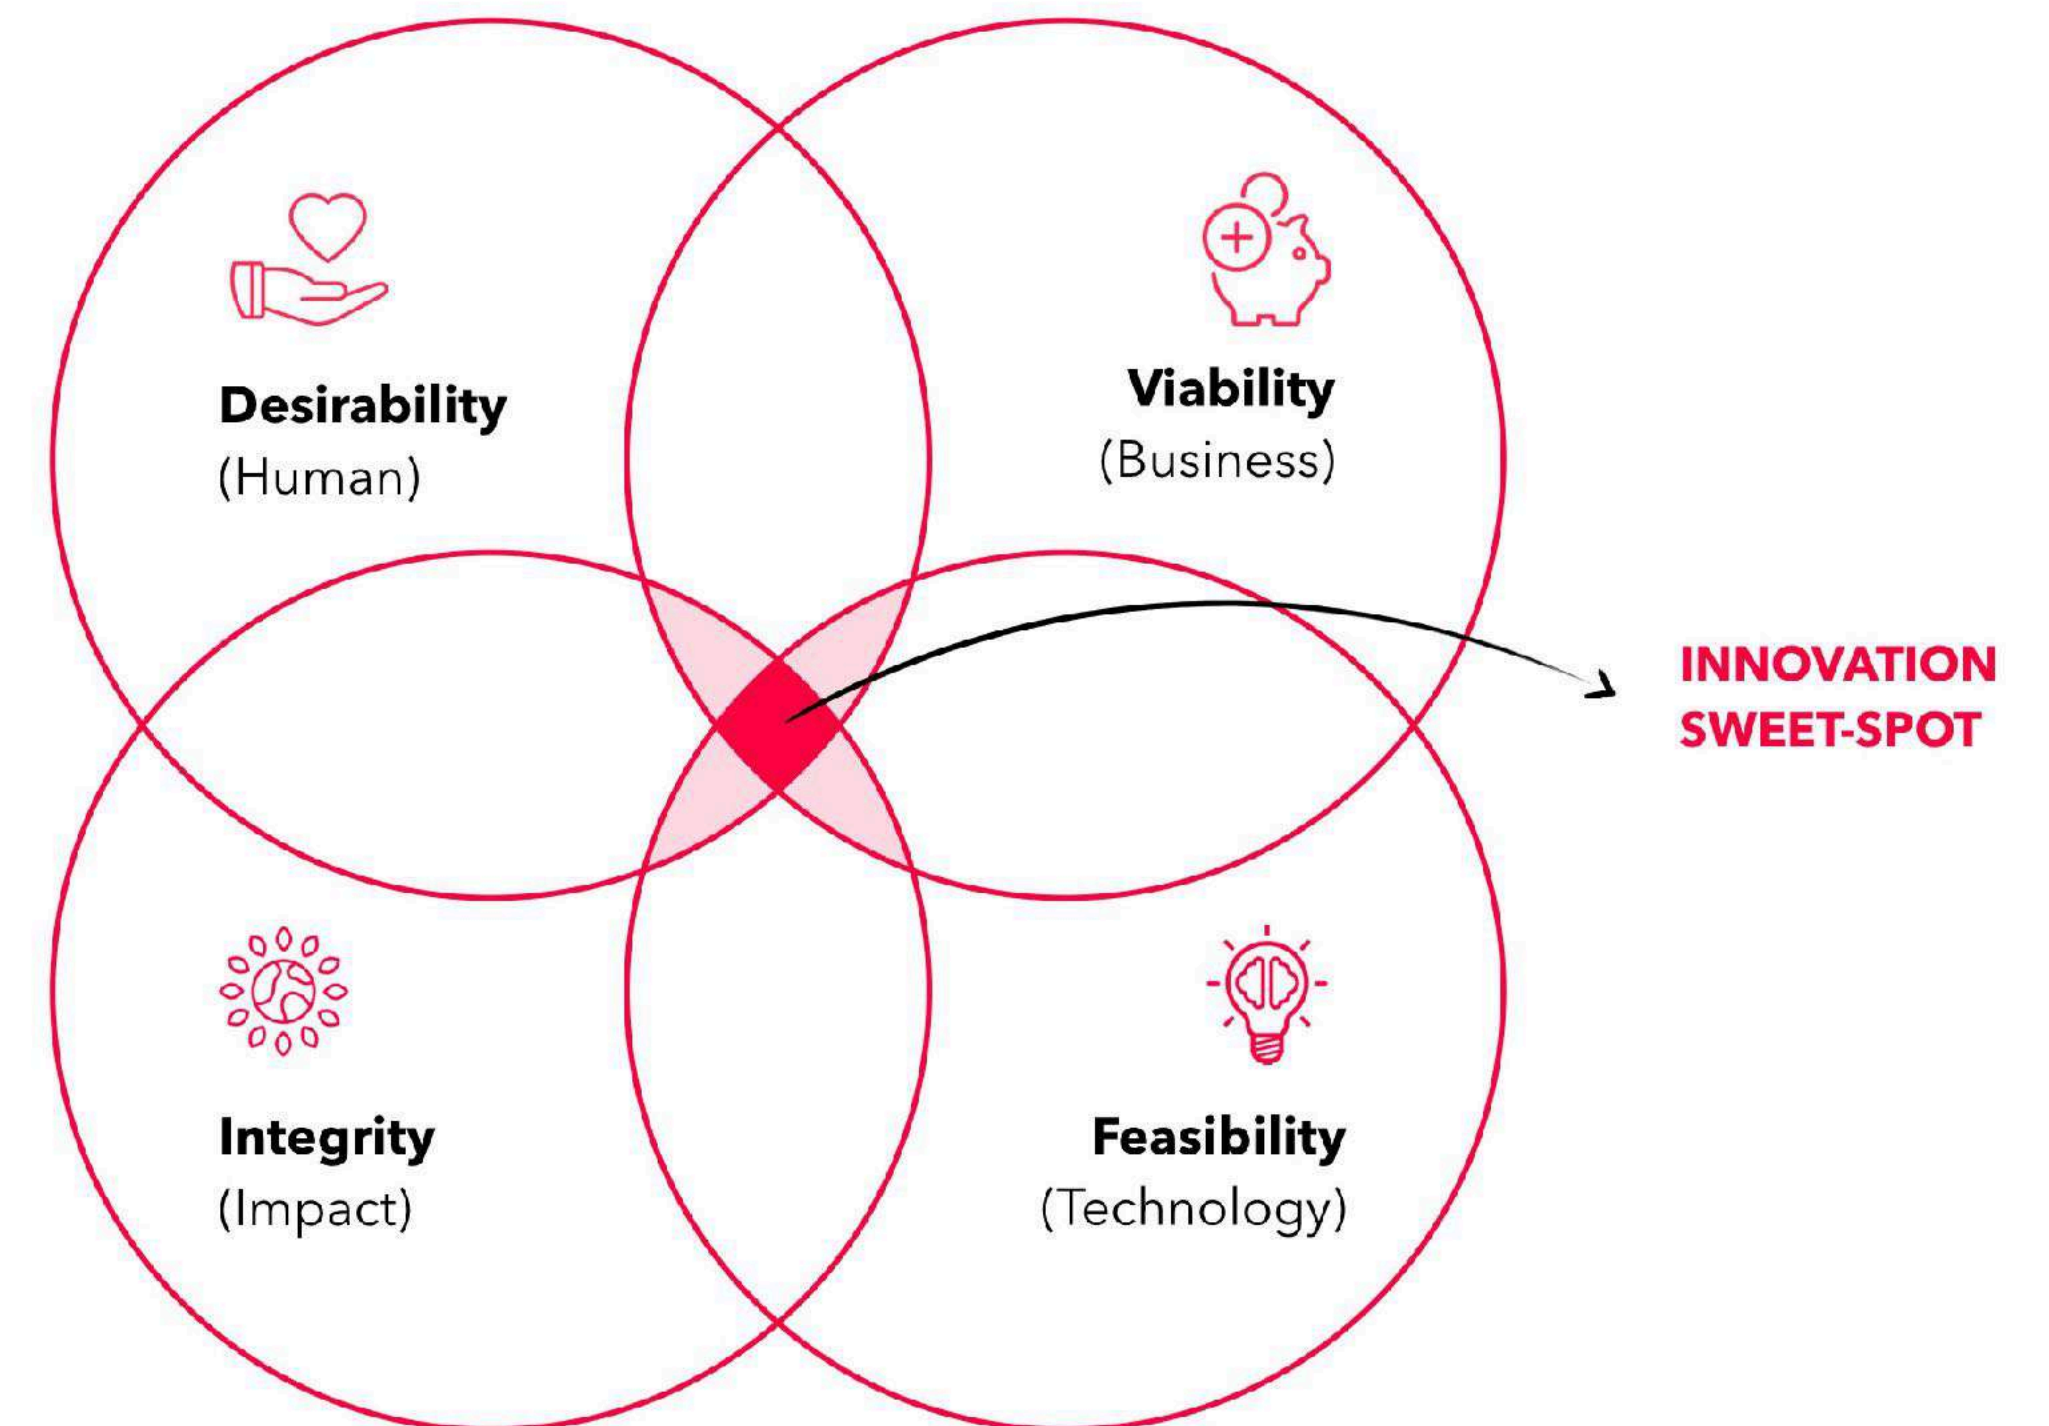 Desirability
(Human)
Viability
(Business)
INNOVATION
SWEET-SPOT
Integrity
(Impact)
Feasibility
(Technology)